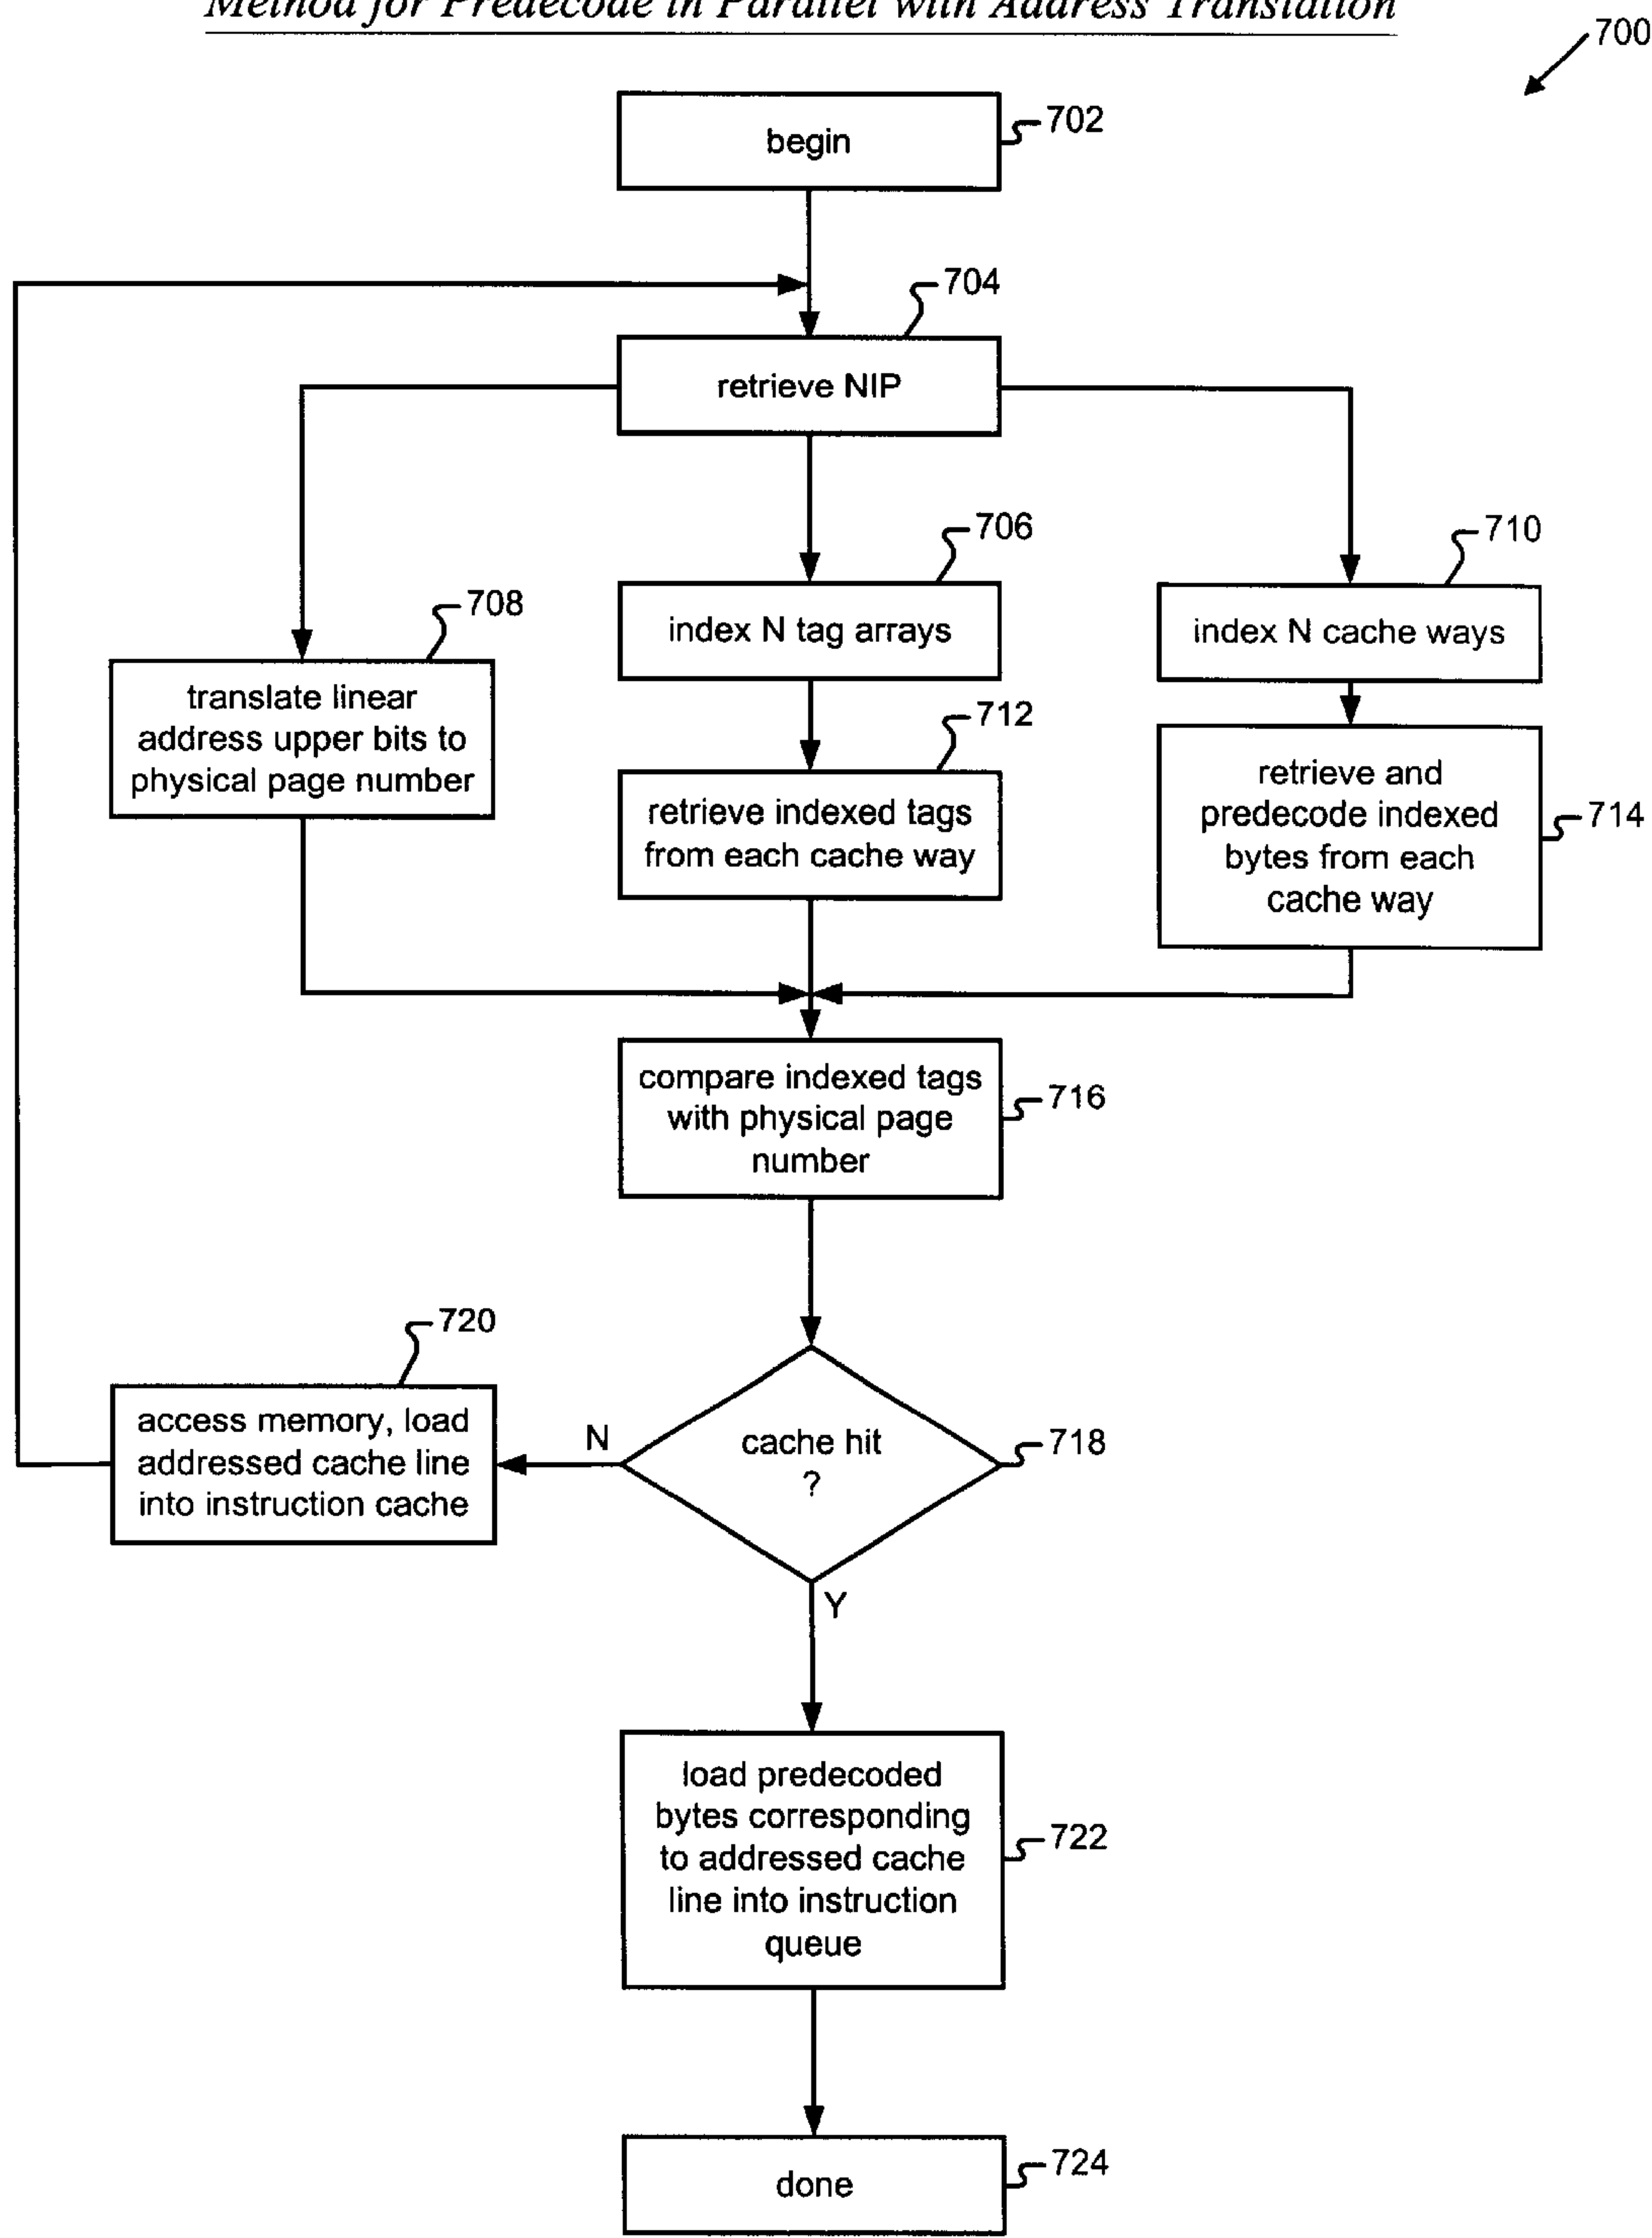 Method for Predecode in Parallel with Address Translation
700
begin
702
704
retrieve NIP
706
710
708
index N tag arrays
index N cache ways
translate linear
address upper bits to
physical page number
712
retrieve indexed tags
from each cache way
retrieve and
predecode indexed
bytes from each
cache way
714
compare indexed tags
with physical page
number
716
720
access memory, load
addressed cache line
into instruction cache
N
cache hit
?
718
Y
load predecoded
bytes corresponding
to addressed cache
line into instruction
queue
722
done
724